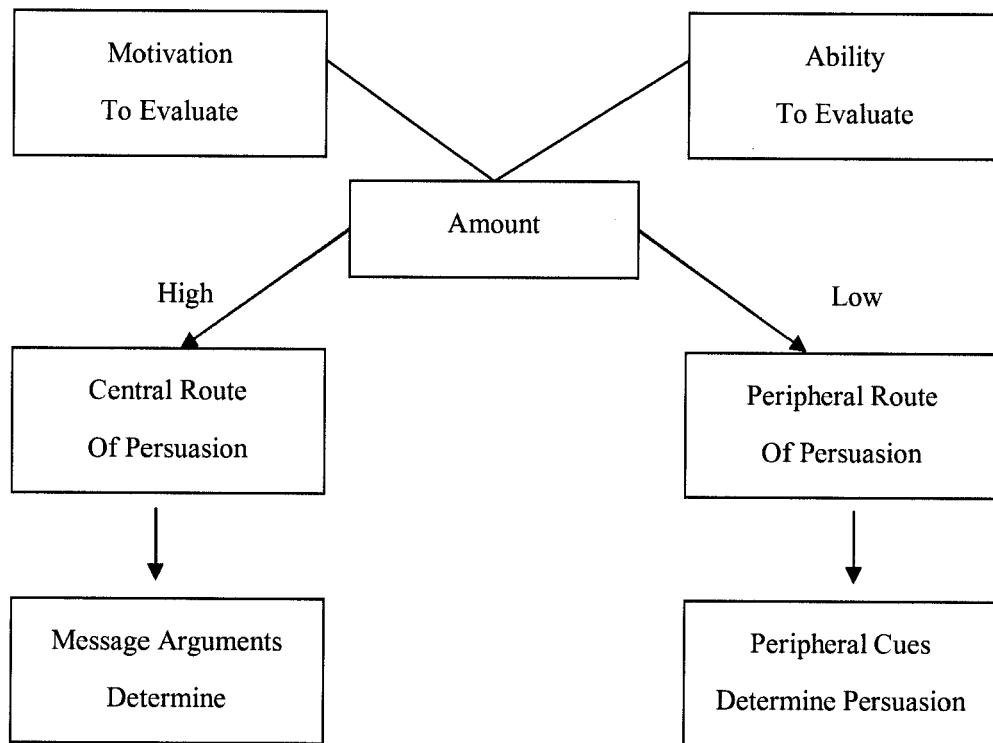 Motivation
To Evaluate
Ability
To Evaluate
Amount
High
Low
Central Route
Of Persuasion
Peripheral Route
Of Persuasion
Message Arguments
Determine
Peripheral Cues
Determine Persuasion